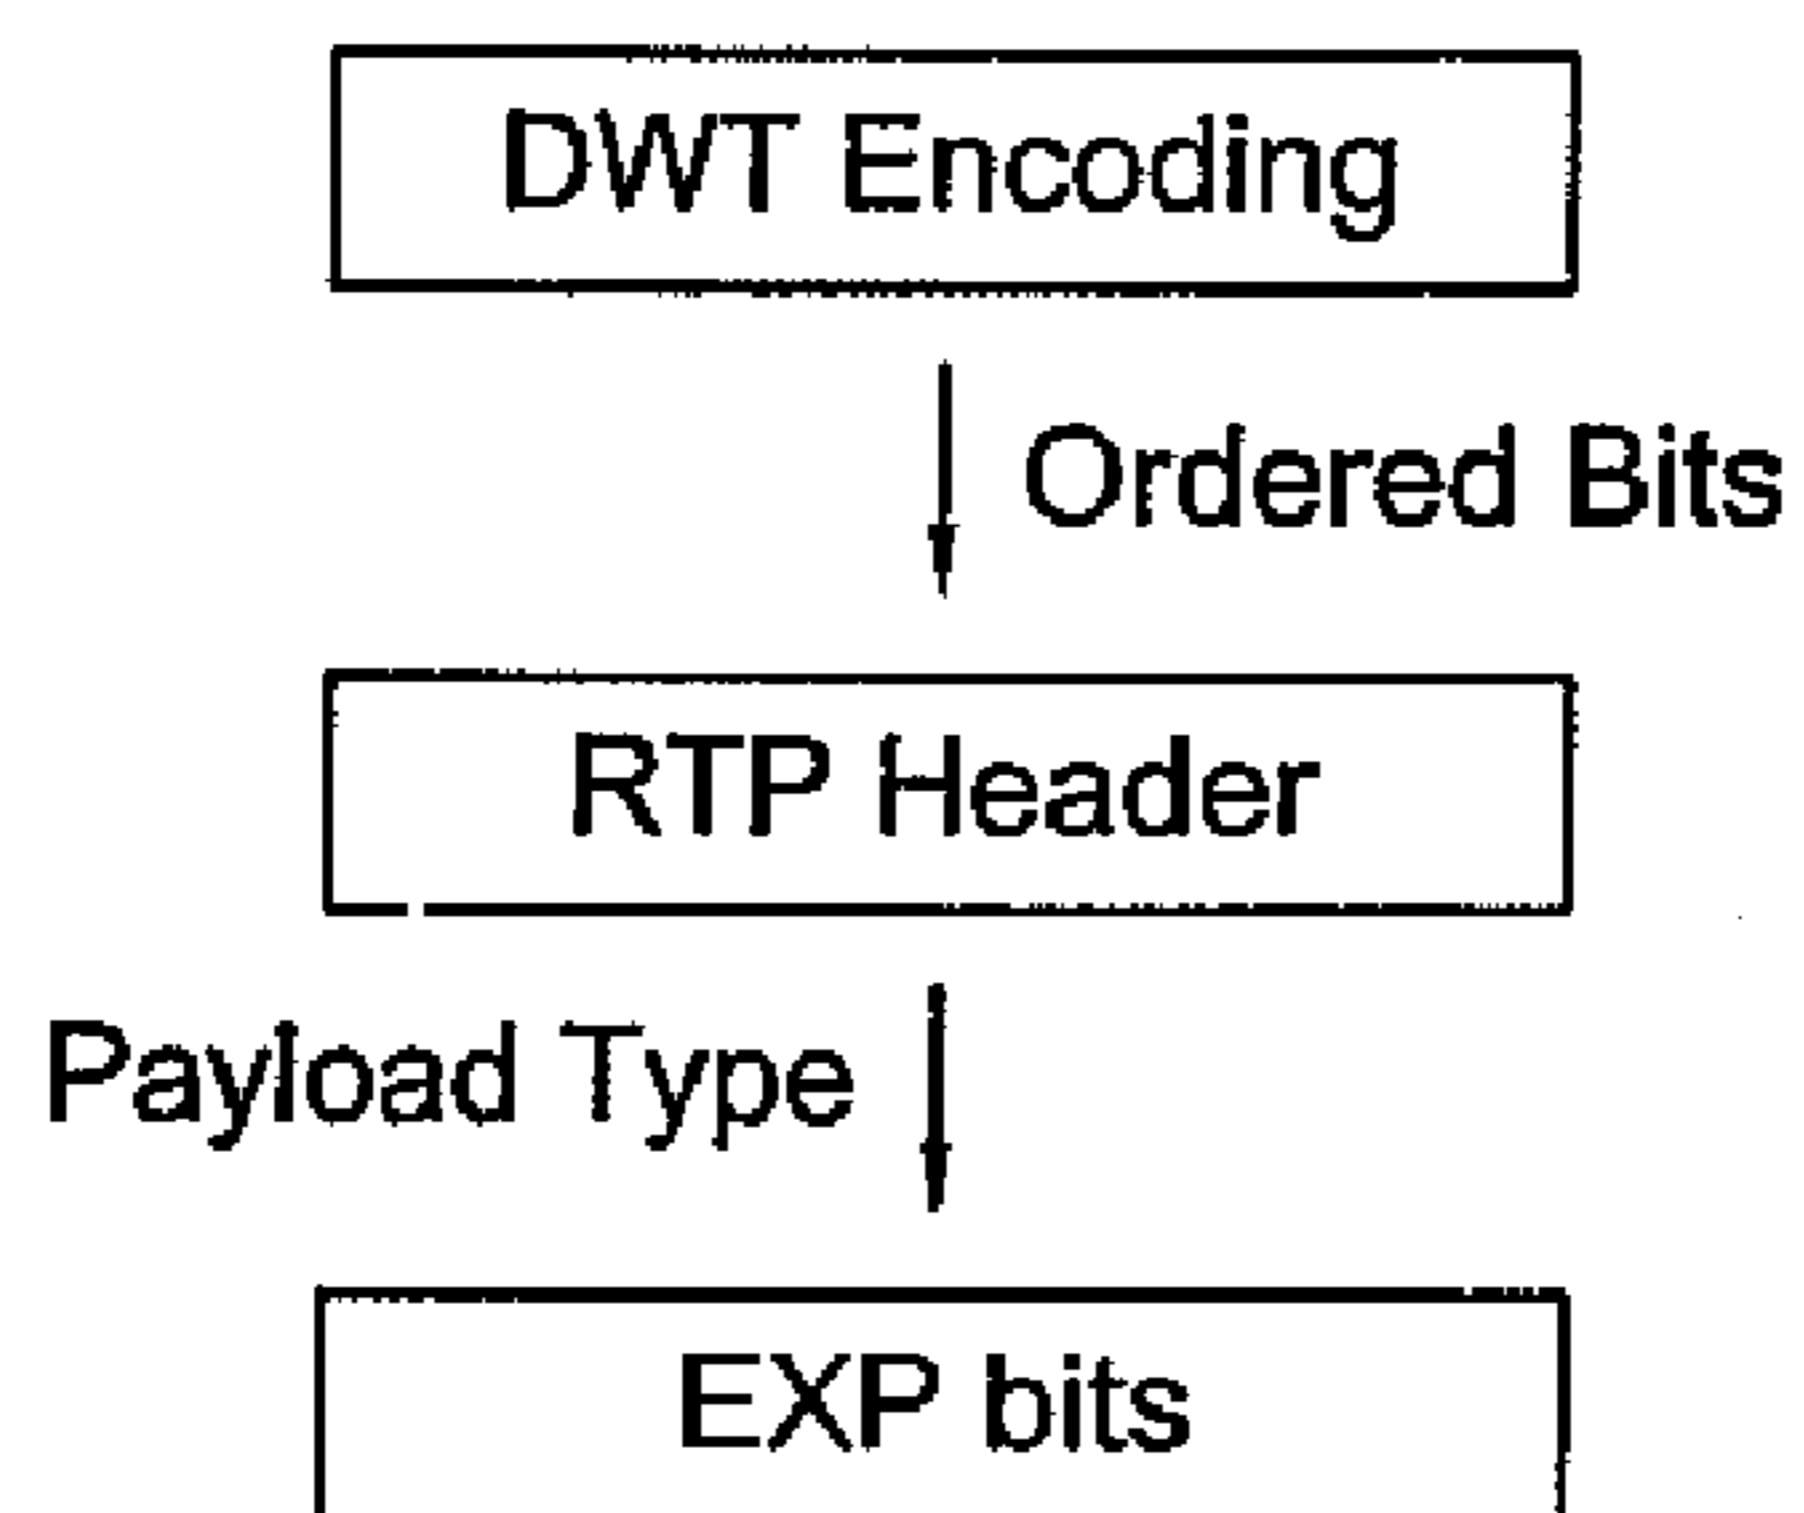 DWT Encoding
Ordered Bits
RTP Header
Payload Type
EXP bits